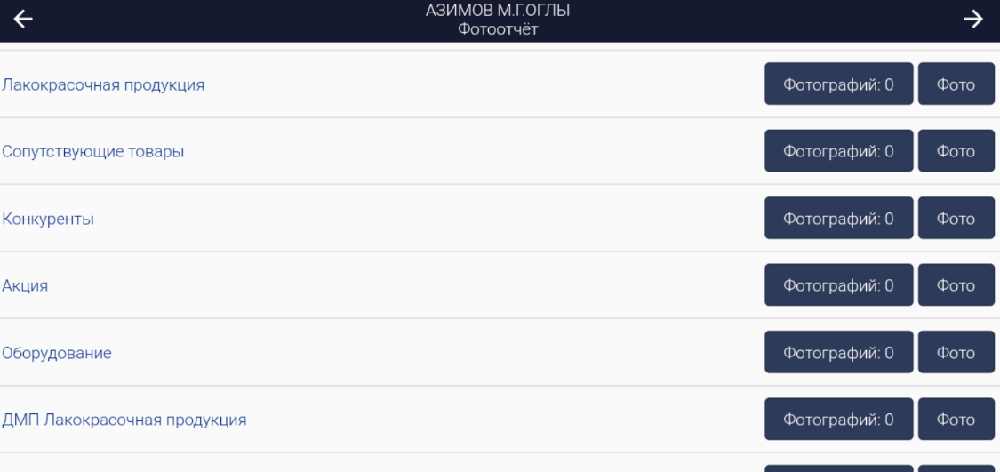 АЗИМОВ М.Г.ОГЛЫ
Фотоотчёт
Лакокрасочная продукция Фотографий: 0 Фото
Сопутствующие товары Фотографий: 0 Фото
Конкуренты Фотографий: 0 Фото
Акция Фотографий: 0 Фото
Оборудование Фотографий: 0 Фото
ДМП Лакокрасочная продукция Фотографий: 0 Фото